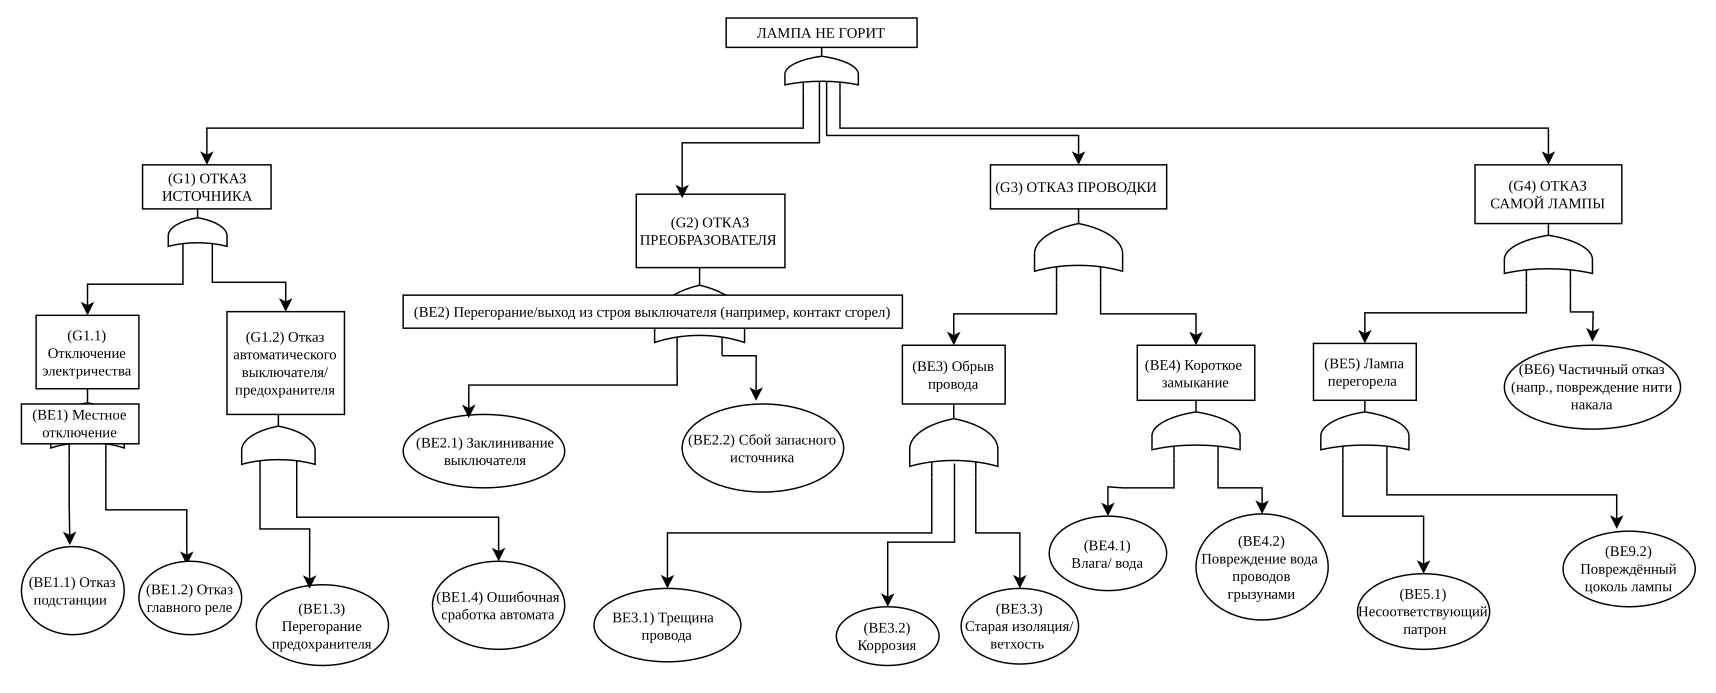 ЛАМПА НЕ ГОРИТ
(G1) ОТКАЗ
ИСТОЧНИКА
(G2) ОТКАЗ
ПРЕОБРАЗОВАТЕЛЯ
(G3) ОТКАЗ ПРОВОДКИ
(G4) ОТКАЗ
САМОЙ ЛАМПЫ
(G1.1)
Отключение
электричества
(G1.2) Отказ
автоматического
выключателя/
предохранителя
(BE2) Перегорание/выход из строя выключателя (например, контакт сгорел)
(BE3) Обрыв
провода
(BE4) Короткое
замыкание
(BE5) Лампа
перегорела
(BE6) Частичный отказ
(напр., повреждение нити
накала
(BE1) Местное
отключение
(BE2.1) Заклинивание
выключателя
(BE2.2) Сбой запасного
источника
(BE1.1) Отказ
подстанции
(BE1.2) Отказ
главного реле
(BE1.3)
Перегорание
предохранителя
(BE1.4) Ошибочная
сработка автомата
BE3.1) Трещина
провода
(BE3.2)
Коррозия
(BE3.3)
Старая изоляция/
ветхость
(BE4.1)
Влага/ вода
(BE4.2)
Повреждение вода
проводов
грызунами
(BE5.1)
Несоответствующий
патрон
(BE9.2)
Повреждённый
цоколь лампы